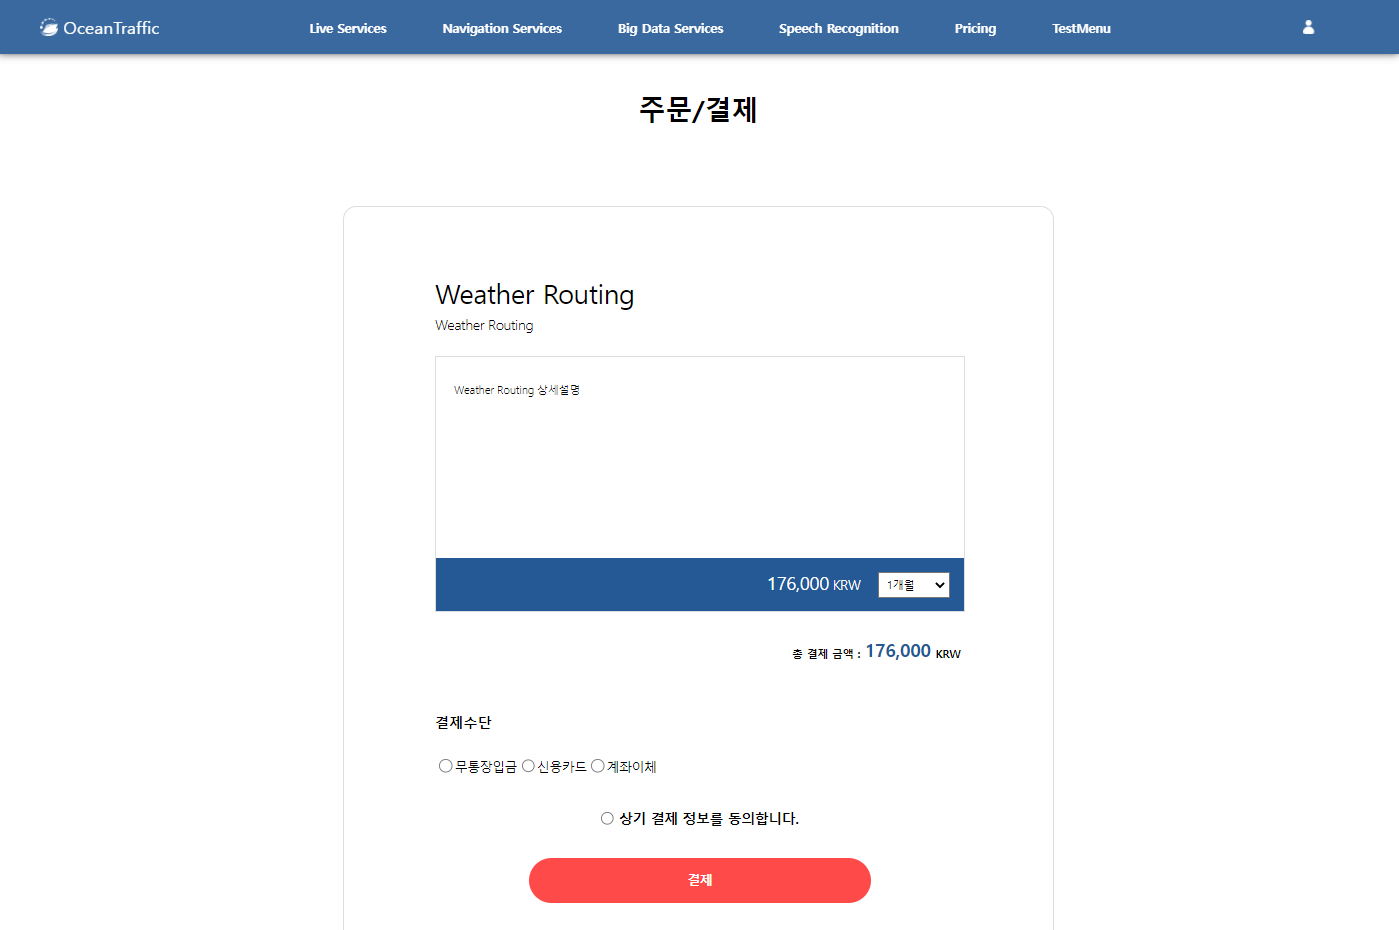 OceanTraffic Live Services Navigation Services Big Data Services Speech Recognition Pricing TestMenu
주문/결제
Weather Routing
Weather Routing
Weather Routing 상세설명
176,000 KRW 1개월
총 결제 금액 : 176,000 KRW
결제수단
무통장입금 신용카드 계좌이체
상기 결제 정보를 동의합니다.
결제